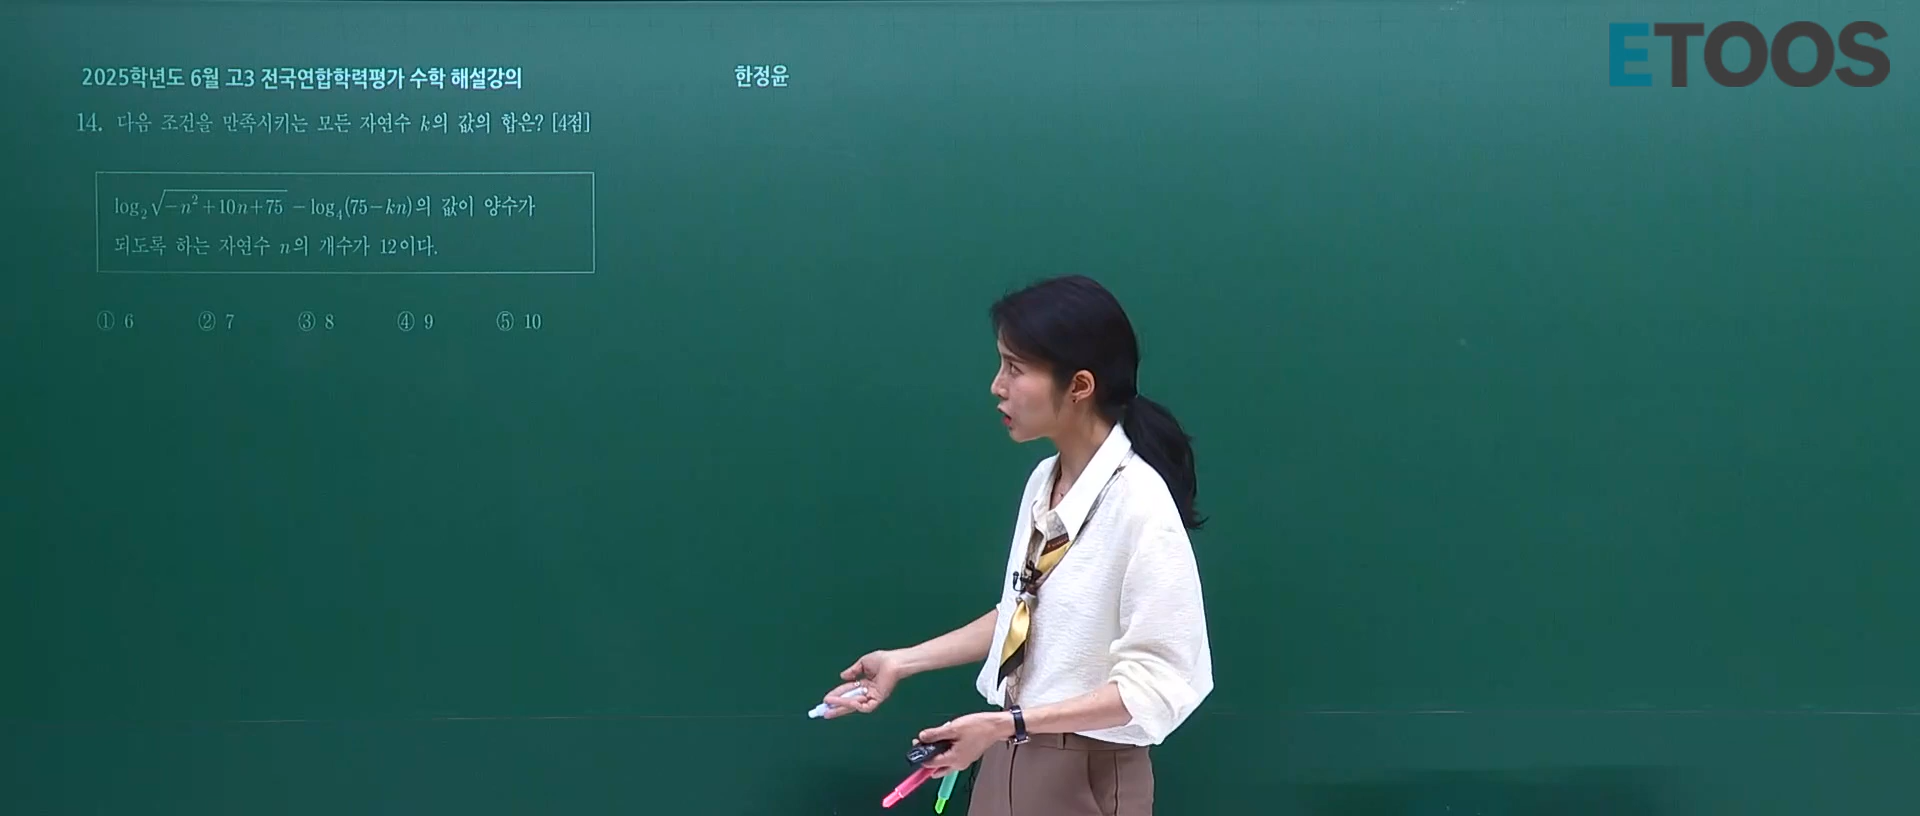 ETOOS
2025학년도 6월 고3 전국연합학력평가 수학 해설강의 한정윤
14. 다음 조건을 만족시키는 모든 자연수 k의 값의 합은? [4점]
log₂√(−n²+10n+75) − log₄(75−kn)의 값이 양수가
되도록 하는 자연수 n의 개수가 12이다.
① 6 ② 7 ③ 8 ④ 9 ⑤ 10